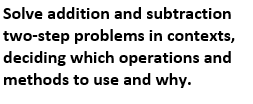 Solve addition and subtraction
two-step problems in contexts,
deciding which operations and
methods to use and why.